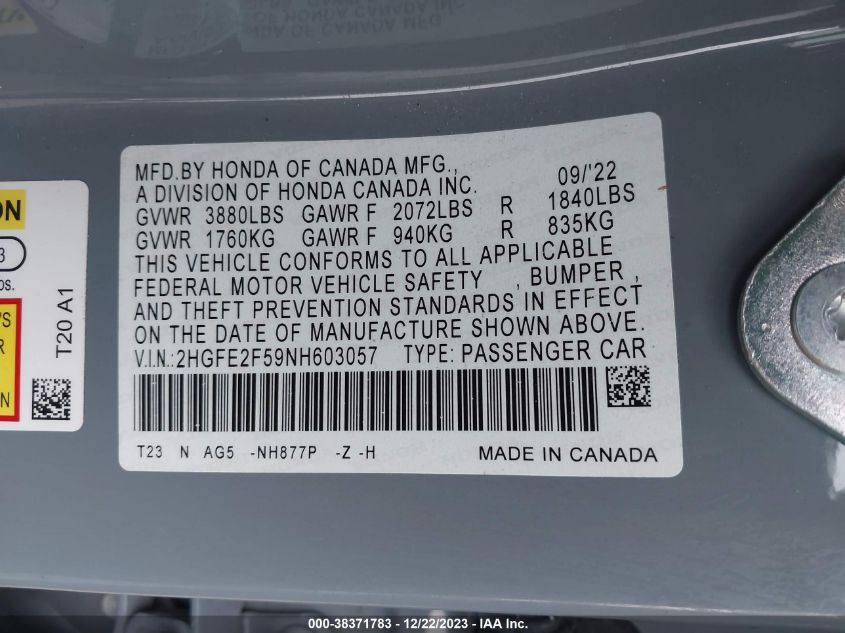 MFD.BY HONDA OF CANADA MFG.,
A DIVISION OF HONDA CANADA INC. 09/'22
GVWR 3880LBS GAWR F 2072LBS R 1840LBS
GVWR 1760KG GAWR F 940KG R 835KG
THIS VEHICLE CONFORMS TO ALL APPLICABLE
FEDERAL MOTOR VEHICLE SAFETY , BUMPER ,
AND THEFT PREVENTION STANDARDS IN EFFECT
ON THE DATE OF MANUFACTURE SHOWN ABOVE.
V.I.N.:2HGFE2F59NH603057 TYPE: PASSENGER CAR
T23 N AG5 -NH877P -Z -H MADE IN CANADA
T20 A1
000-38371783 - 12/22/2023 - IAA Inc.